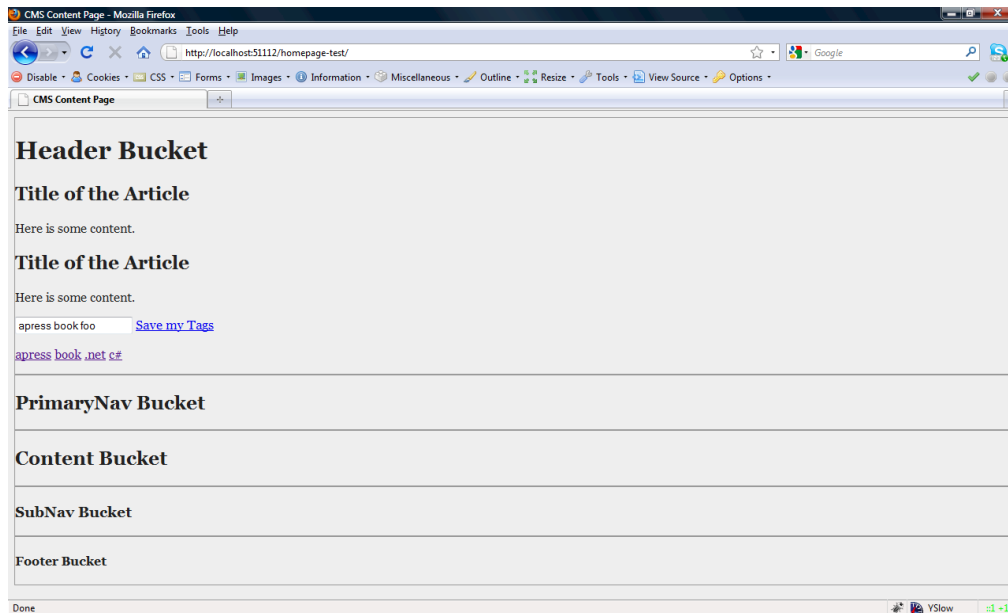 CMS Content Page - Mozilla Firefox
File Edit View History Bookmarks Tools Help
http://localhost:51112/homepage-test/
Google
Disable Cookies CSS Forms Images Information Miscellaneous Outline Resize Tools View Source Options
CMS Content Page
Header Bucket
Title of the Article
Here is some content.
Title of the Article
Here is some content.
apress book foo Save my Tags
apress book .net c#
PrimaryNav Bucket
Content Bucket
SubNav Bucket
Footer Bucket
Done YSlow